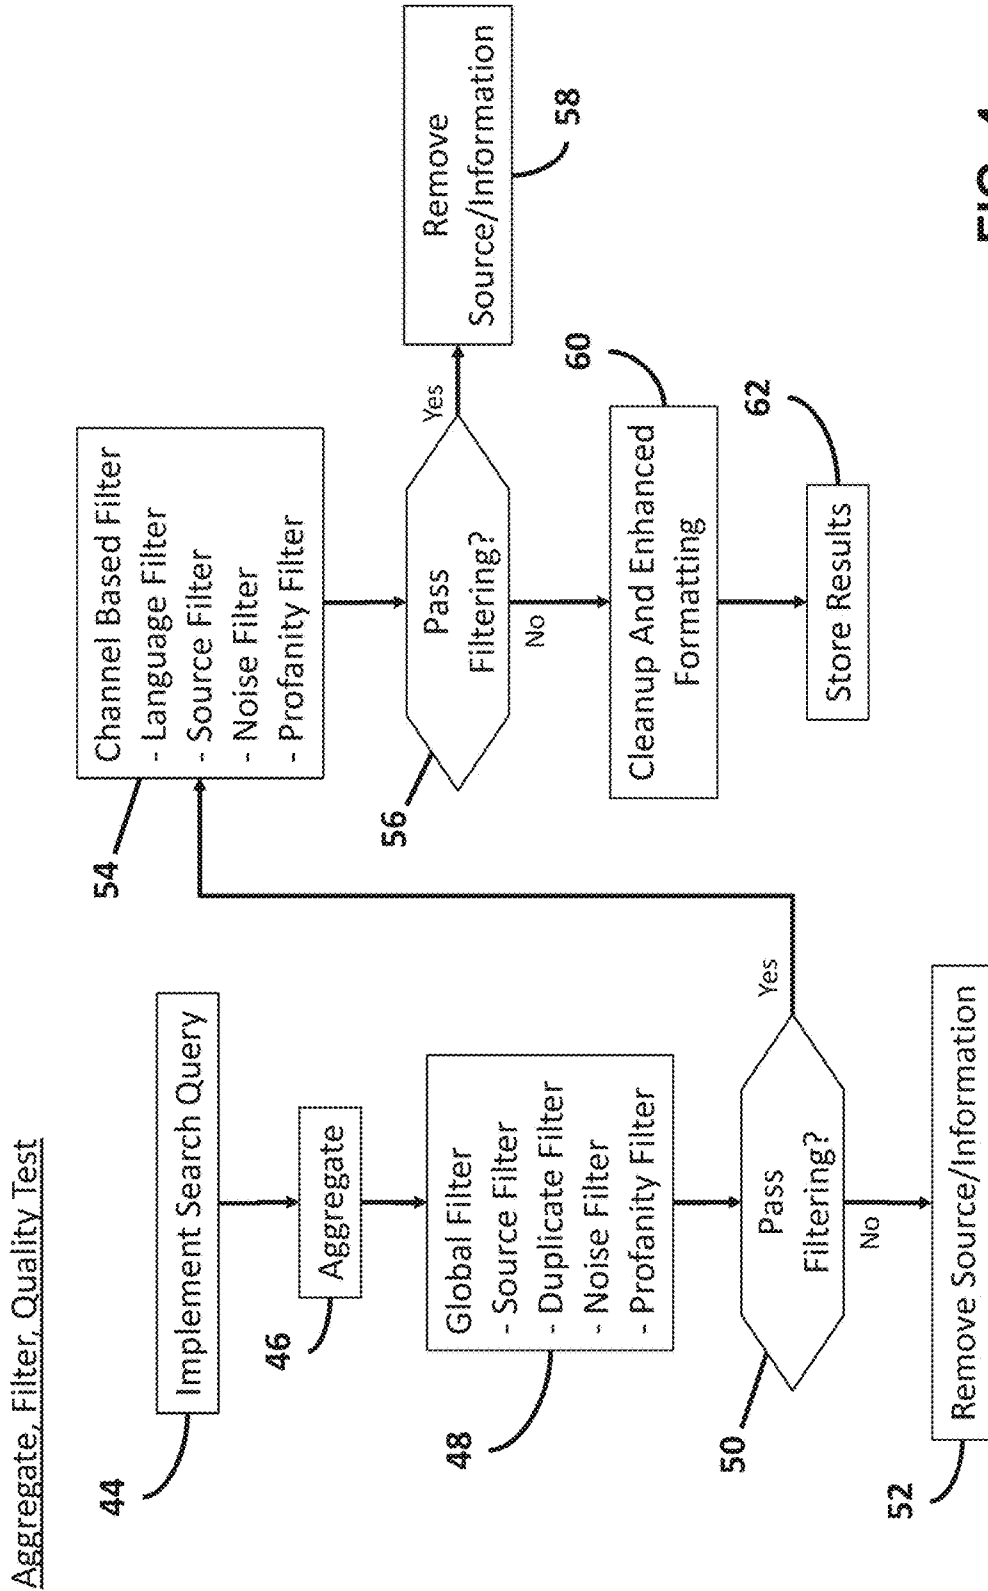 Aggregate, Filter, Quality Test
44
Implement Search Query
46
Aggregate
48
Global Filter
- Source Filter
- Duplicate Filter
- Noise Filter
- Profanity Filter
50
Pass
Filtering?
Yes
No
52
Remove Source/Information
54
Channel Based Filter
- Language Filter
- Source Filter
- Noise Filter
- Profanity Filter
56
Pass
Filtering?
Yes
No
Remove
Source/Information
58
60
Cleanup And Enhanced
Formatting
62
Store Results